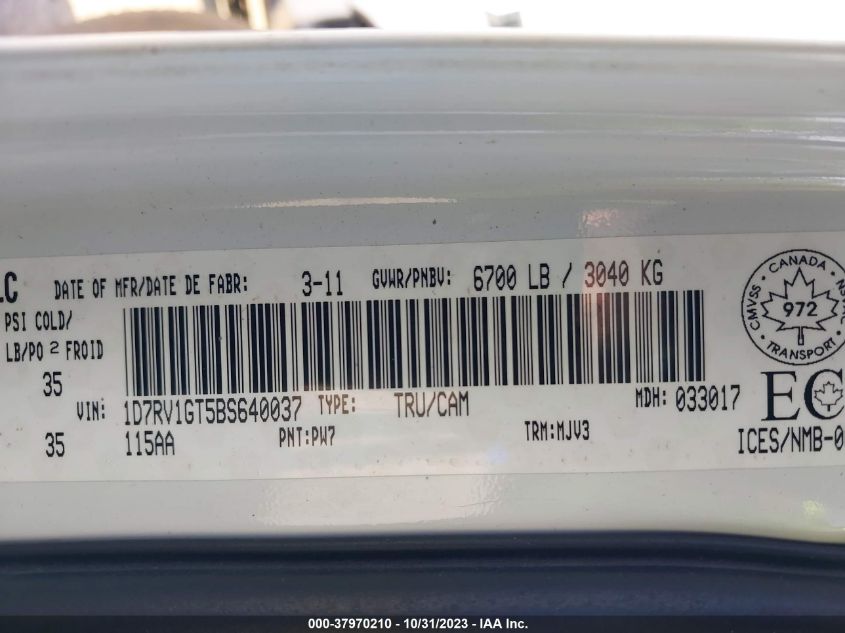 LC DATE OF MFR/DATE DE FABR: 3-11 GVWR/PNBV: 6700 LB / 3040 KG
PSI COLD/
LB/PO 2 FROID
35
VIN: 1D7RV1GT5BS640037 TYPE: TRU/CAM MDH: 033017
35 115AA PNT:PW7 TRM:MJV3
CANADA
CMVSS
972
TRANSPORT
EC
ICES/NMB-0
000-37970210 - 10/31/2023 - IAA Inc.